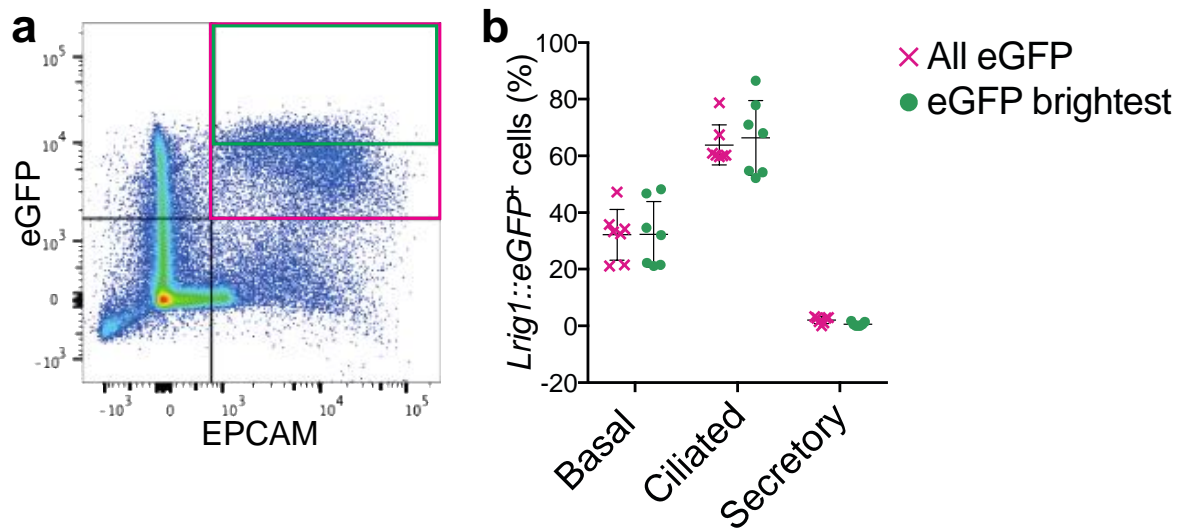 a
eGFP
10^5
10^4
10^3
0
-10^3
-10^3 0 10^3 10^4 10^5
EPCAM
b
Lrig1::eGFP+ cells (%)
100
80
60
40
20
0
-20
Basal
Ciliated
Secretory
All eGFP
eGFP brightest